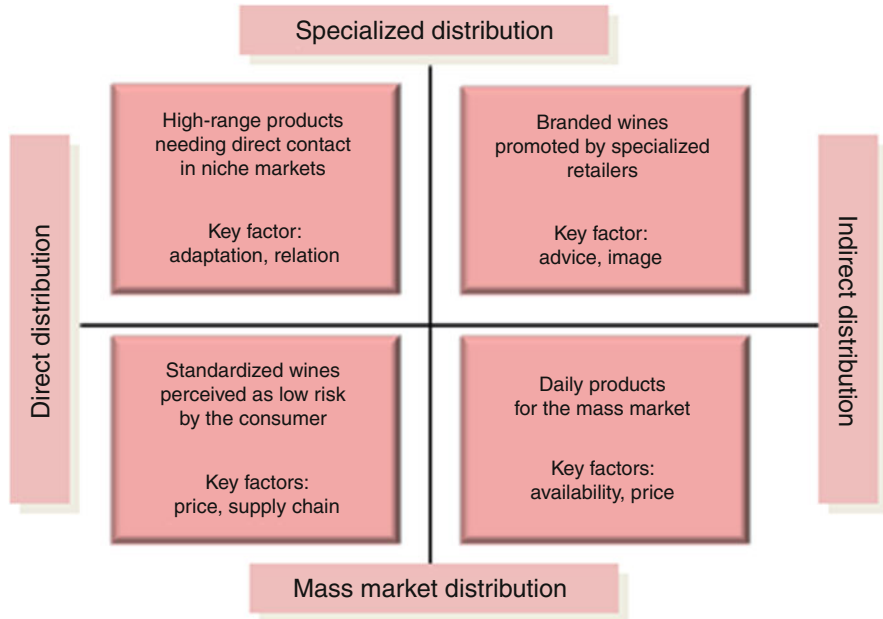 Specialized distribution
Direct distribution
High-range products
needing direct contact
in niche markets
Key factor:
adaptation, relation
Branded wines
promoted by specialized
retailers
Key factor:
advice, image
Indirect distribution
Standardized wines
perceived as low risk
by the consumer
Key factors:
price, supply chain
Daily products
for the mass market
Key factors:
availability, price
Mass market distribution